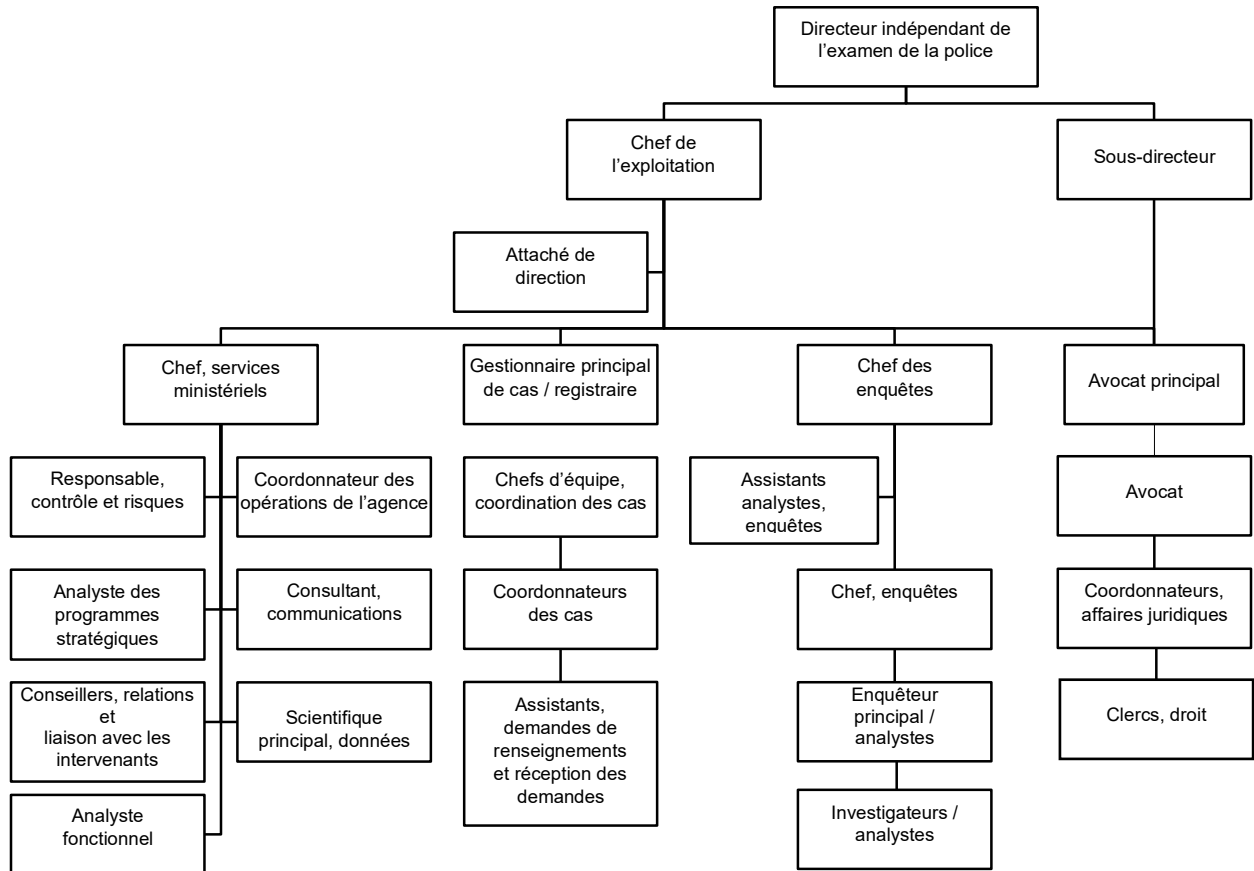 Directeur indépendant de
l’examen de la police
Chef de
l’exploitation
Sous-directeur
Attaché de
direction
Chef, services
ministériels
Gestionnaire principal
de cas / registraire
Chef des
enquêtes
Avocat principal
Responsable,
contrôle et risques
Coordonnateur des
opérations de l’agence
Chefs d’équipe,
coordination des cas
Assistants
analystes,
enquêtes
Avocat
Analyste des
programmes
stratégiques
Consultant,
communications
Coordonnateurs
des cas
Chef, enquêtes
Coordonnateurs,
affaires juridiques
Conseillers, relations
et
liaison avec les
intervenants
Scientifique
principal, données
Assistants,
demandes de
renseignements
et réception des
demandes
Enquêteur
principal /
analystes
Clercs, droit
Analyste
fonctionnel
Investigateurs /
analystes